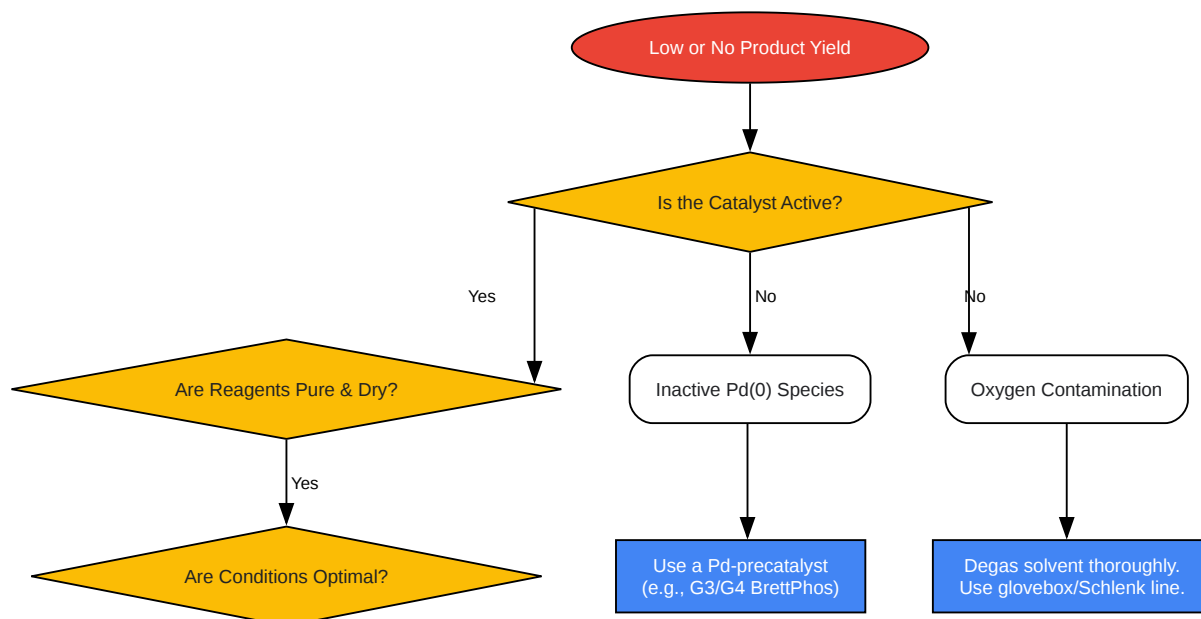 Low or No Product Yield
Is the Catalyst Active?
Yes
No
No
Are Reagents Pure & Dry?
Inactive Pd(0) Species
Oxygen Contamination
Yes
Are Conditions Optimal?
Use a Pd-precatalyst
(e.g., G3/G4 BrettPhos)
Degas solvent thoroughly.
Use glovebox/Schlenk line.